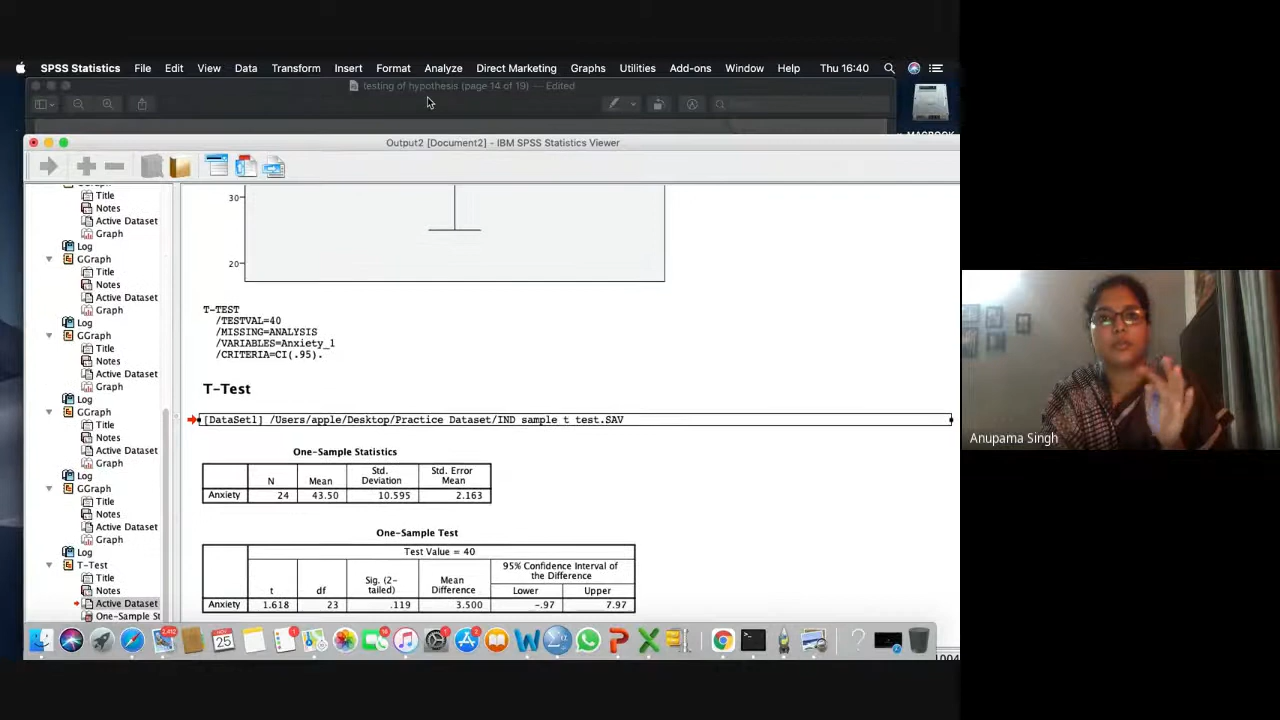 SPSS Statistics File Edit View Data Transform Insert Format Analyze Direct Marketing Graphs Utilities Add-ons Window Help Thu 16:40
testing of hypothesis (page 14 of 19) — Edited
Output2 [Document2] - IBM SPSS Statistics Viewer
Title
Notes
Active Dataset
Graph
Log
GGraph
Title
Notes
Active Dataset
Graph
Log
GGraph
Title
Notes
Active Dataset
Graph
Log
GGraph
Title
Notes
Active Dataset
Graph
Log
GGraph
Title
Notes
Active Dataset
Graph
Log
T-Test
Title
Notes
Active Dataset
One-Sample St
30
20
T-TEST
/TESTVAL=40
/MISSING=ANALYSIS
/VARIABLES=Anxiety_1
/CRITERIA=CI(.95).
T-Test
[DataSet1] /Users/apple/Desktop/Practice Dataset/IND sample t test.SAV
One-Sample Statistics
N Mean Std. Deviation Std. Error Mean
Anxiety 24 43.50 10.595 2.163
One-Sample Test
Test Value = 40
t df Sig. (2-tailed) Mean Difference 95% Confidence Interval of the Difference
Lower Upper
Anxiety 1.618 23 .119 3.500 -.97 7.97
Anupama Singh